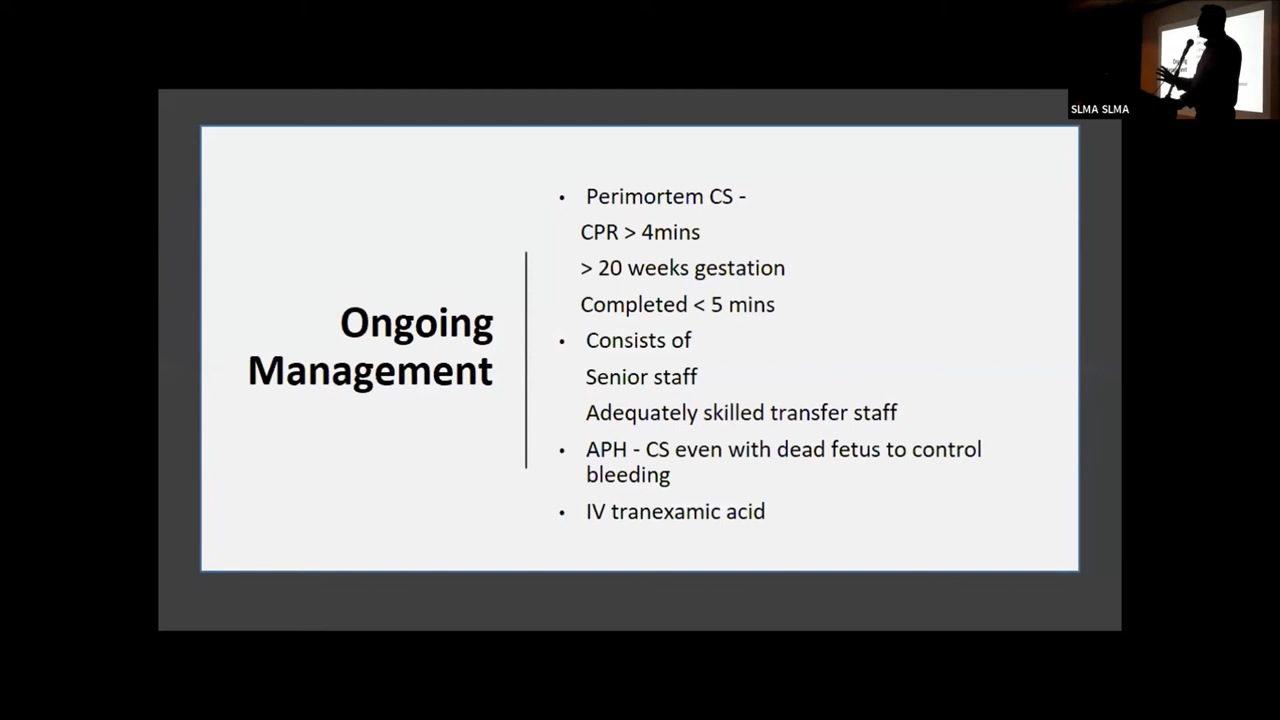 SLMA SLMA
Ongoing
Management
• Perimortem CS -
CPR > 4mins
> 20 weeks gestation
Completed < 5 mins
• Consists of
Senior staff
Adequately skilled transfer staff
• APH - CS even with dead fetus to control
bleeding
• IV tranexamic acid